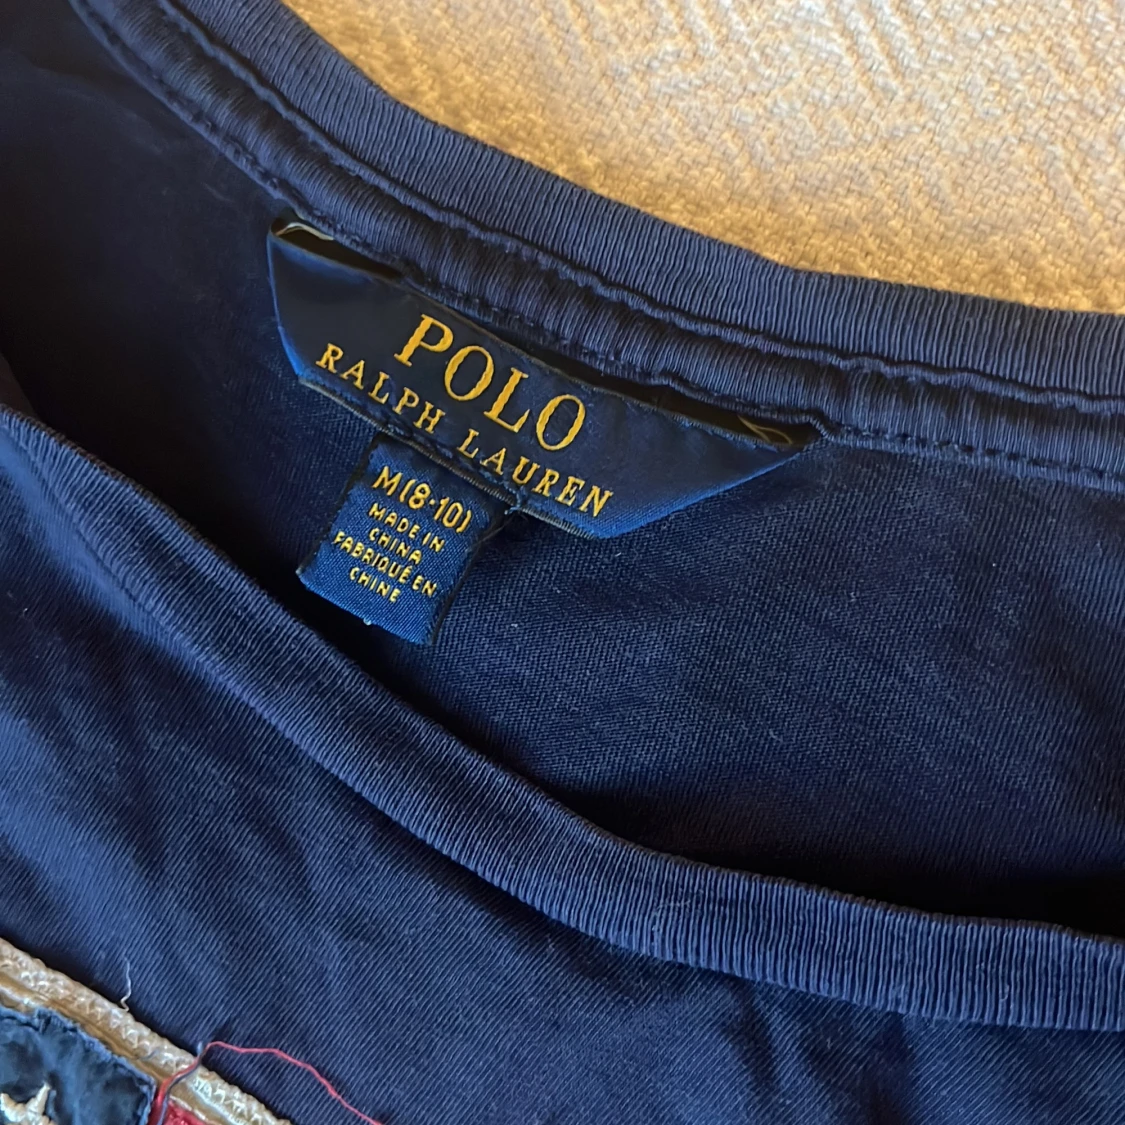 POLO
RALPH LAUREN
M(8-10)
MADE IN
CHINA
FABRIQUÉ EN
CHINE